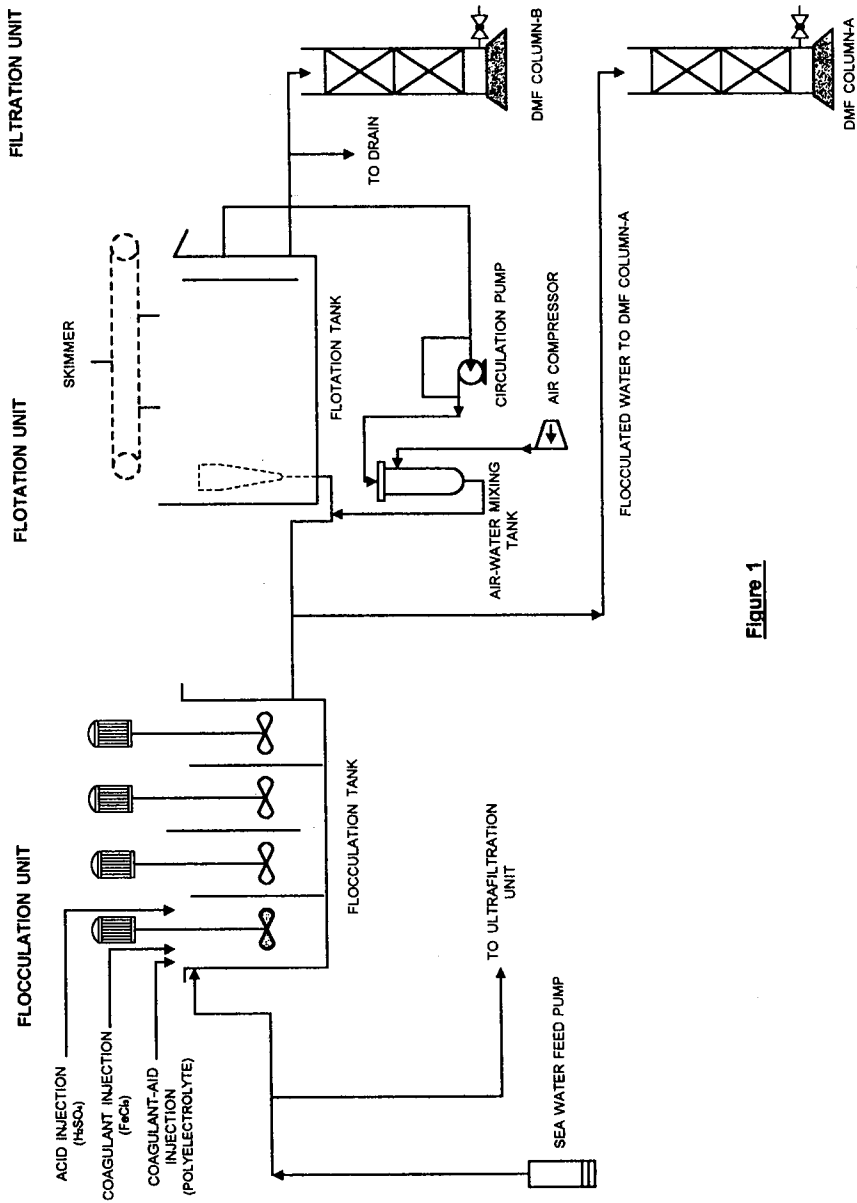 FLOCCULATION UNIT
FLOTATION UNIT
FILTRATION UNIT
ACID INJECTION
(H₂SO₄)
COAGULANT INJECTION
(FeCl₃)
COAGULANT-AID
INJECTION
(POLYELECTROLYTE)
FLOCCULATION TANK
SEA WATER FEED PUMP
TO ULTRAFILTRATION
UNIT
SKIMMER
FLOTATION TANK
AIR-WATER MIXING
TANK
CIRCULATION PUMP
AIR COMPRESSOR
TO DRAIN
DMF COLUMN-B
FLOCCULATED WATER TO DMF COLUMN-A
DMF COLUMN-A
Figure 1